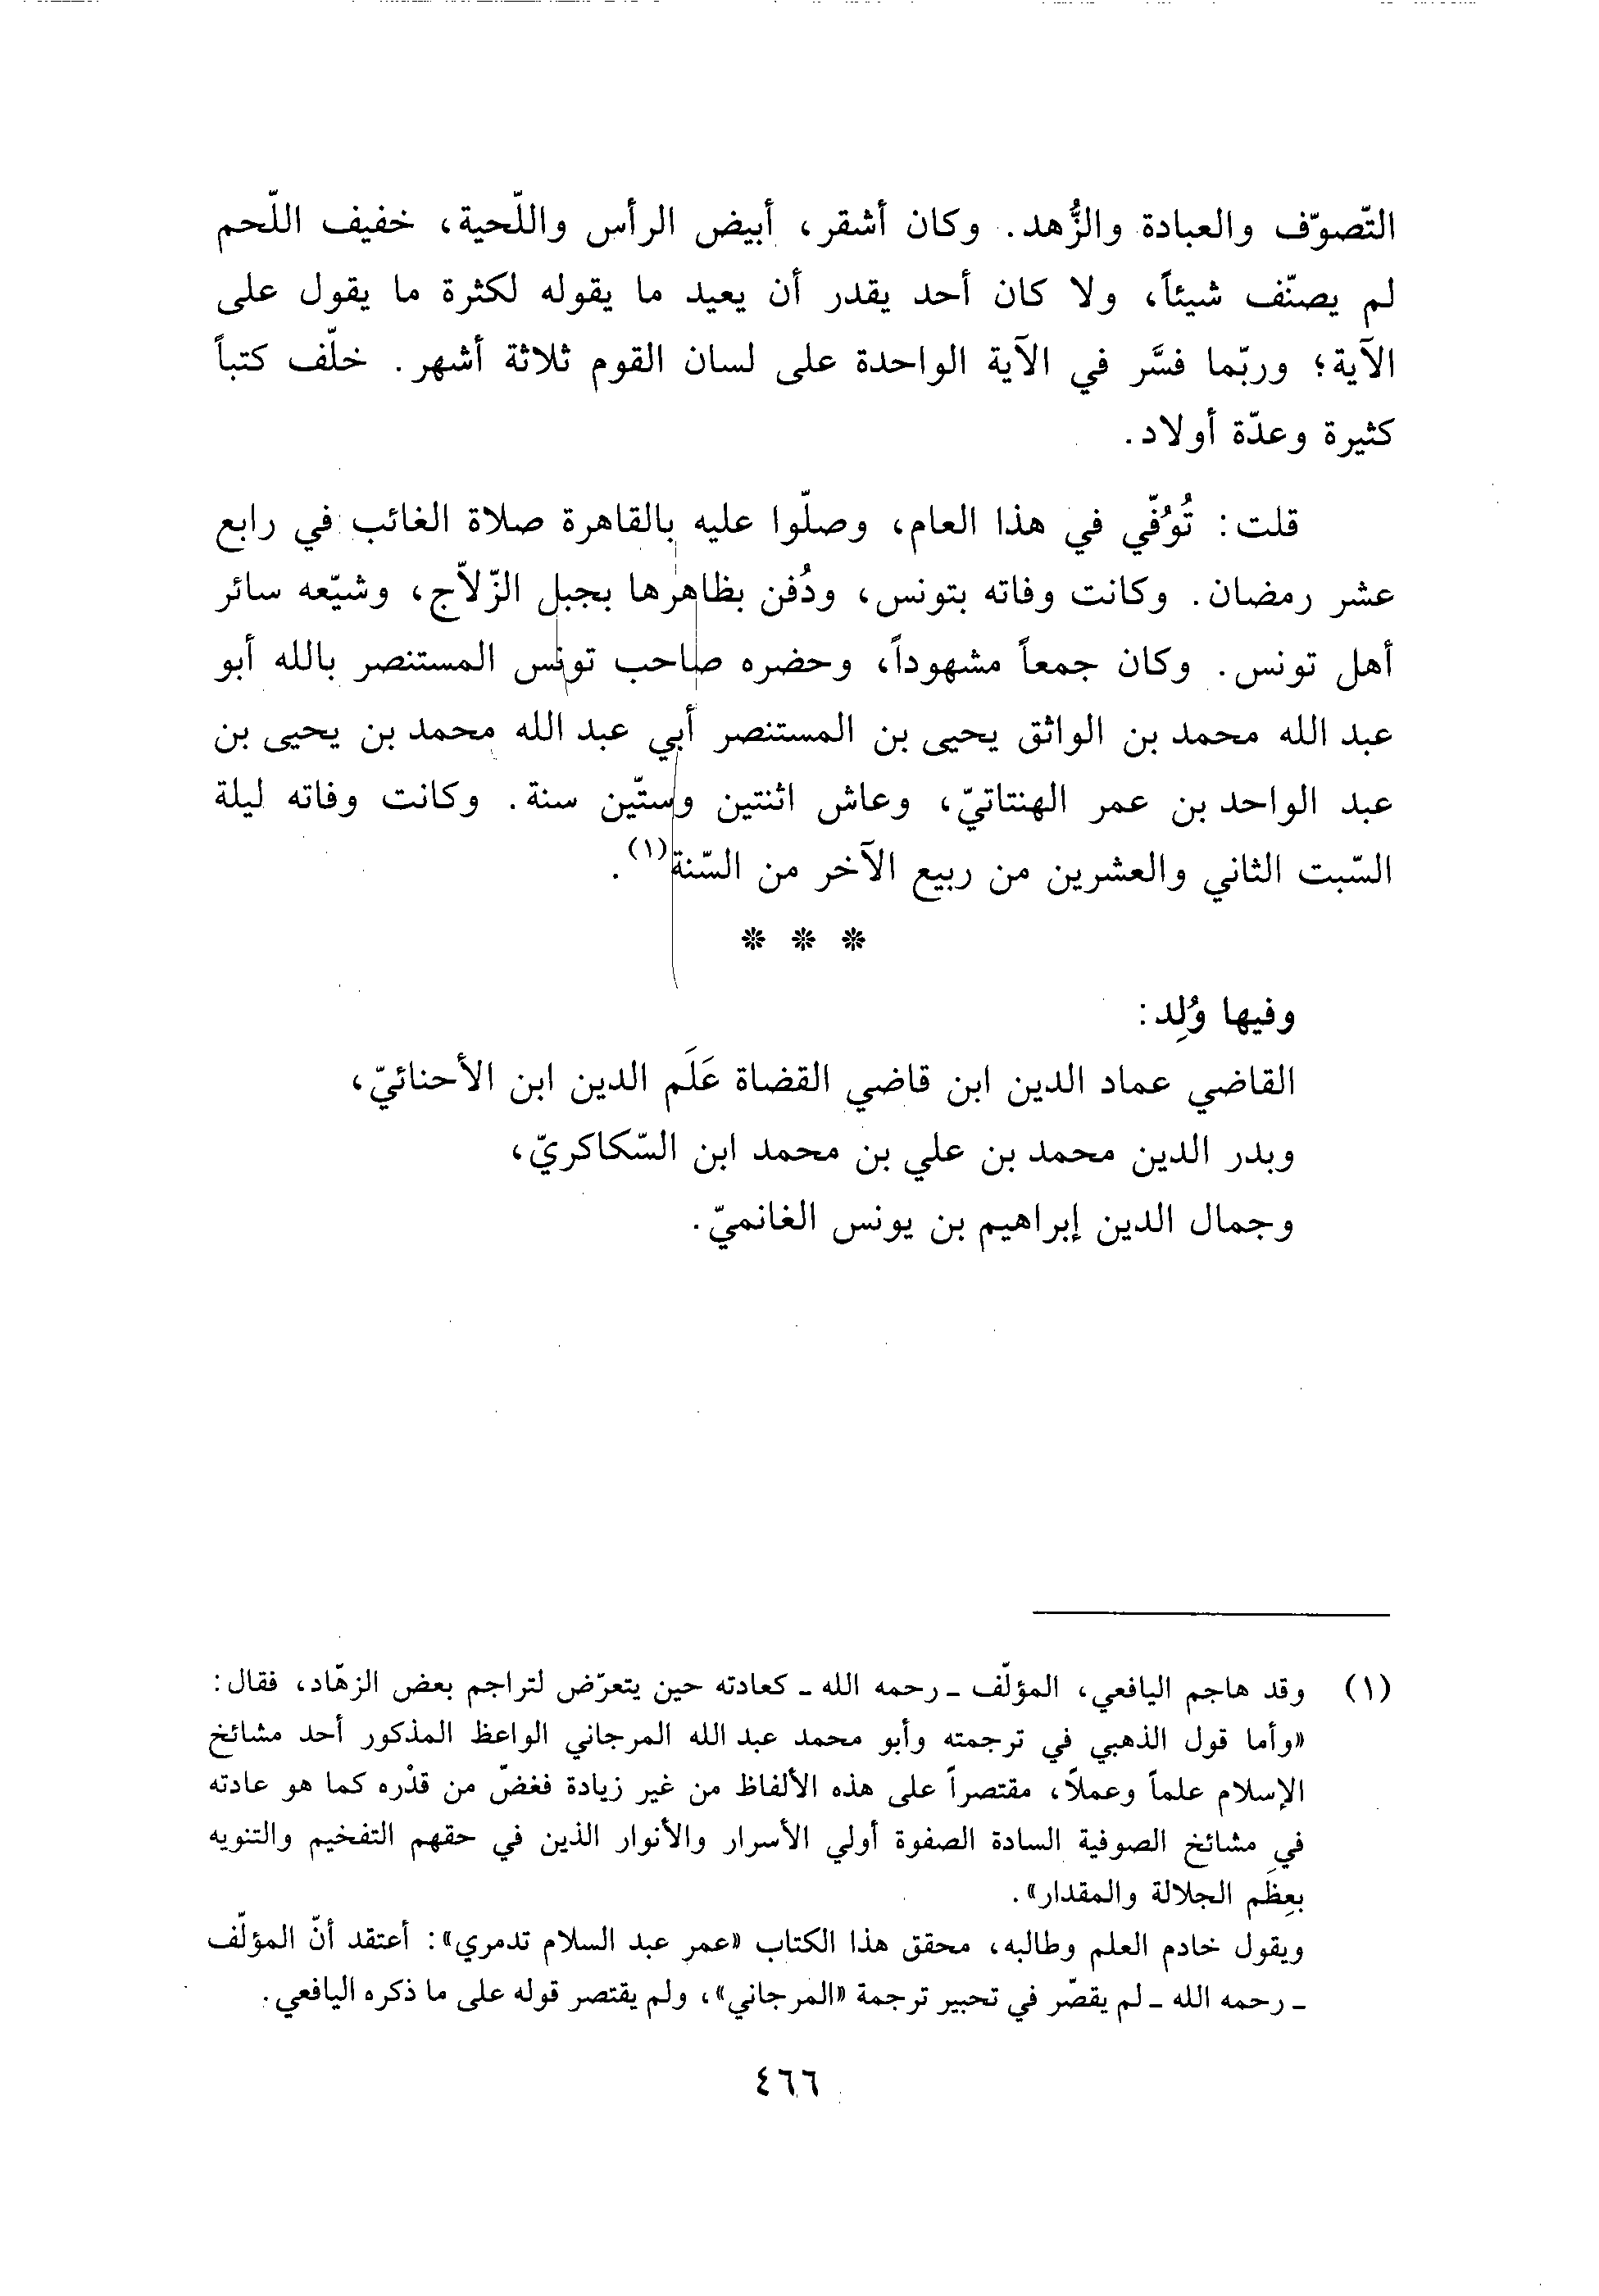 التّصوّف والعبادة والزُّهد. وكان أشقر، أبيض الرأس واللّحية، خفيف اللّحم
لم يصنّف شيئاً، ولا كان أحد يقدر أن يعيد ما يقوله لكثرة ما يقول على
الآية؛ وربّما فسَّر في الآية الواحدة على لسان القوم ثلاثة أشهر. خلّف كتباً
كثيرة وعدّة أولاد.
قلت: تُوُفّي في هذا العام، وصلّوا عليه بالقاهرة صلاة الغائب في رابع
عشر رمضان. وكانت وفاته بتونس، ودُفن بظاهرها بجبل الزّلاّج، وشيّعه سائر
أهل تونس. وكان جمعاً مشهوداً، وحضره صاحب تونس المستنصر بالله أبو
عبد الله محمد بن الواثق يحيى بن المستنصر أبي عبد الله محمد بن يحيى بن
عبد الواحد بن عمر الهنتاتيّ، وعاش اثنتين وستّين سنة. وكانت وفاته ليلة
السّبت الثاني والعشرين من ربيع الآخر من السّنة(١).
* * *
وفيها وُلِد:
القاضي عماد الدين ابن قاضي القضاة عَلَم الدين ابن الأحنائيّ،
وبدر الدين محمد بن علي بن محمد ابن السّكاكريّ،
وجمال الدين إبراهيم بن يونس الغانميّ.
(١) وقد هاجم اليافعي، المؤلّف ـ رحمه الله ـ كعادته حين يتعرّض لتراجم بعض الزهّاد، فقال:
«وأما قول الذهبي في ترجمته وأبو محمد عبد الله المرجاني الواعظ المذكور أحد مشائخ
الإسلام علماً وعملاً، مقتصراً على هذه الألفاظ من غير زيادة فغضّ من قدْره كما هو عادته
في مشائخ الصوفية السادة الصفوة أولي الأسرار والأنوار الذين في حقهم التفخيم والتنويه
بعِظَم الجلالة والمقدار».
ويقول خادم العلم وطالبه، محقق هذا الكتاب «عمر عبد السلام تدمري»: أعتقد أنّ المؤلّف
ـ رحمه الله ـ لم يقصّر في تحبير ترجمة «المرجاني»، ولم يقتصر قوله على ما ذكره اليافعي.
٤٦٦